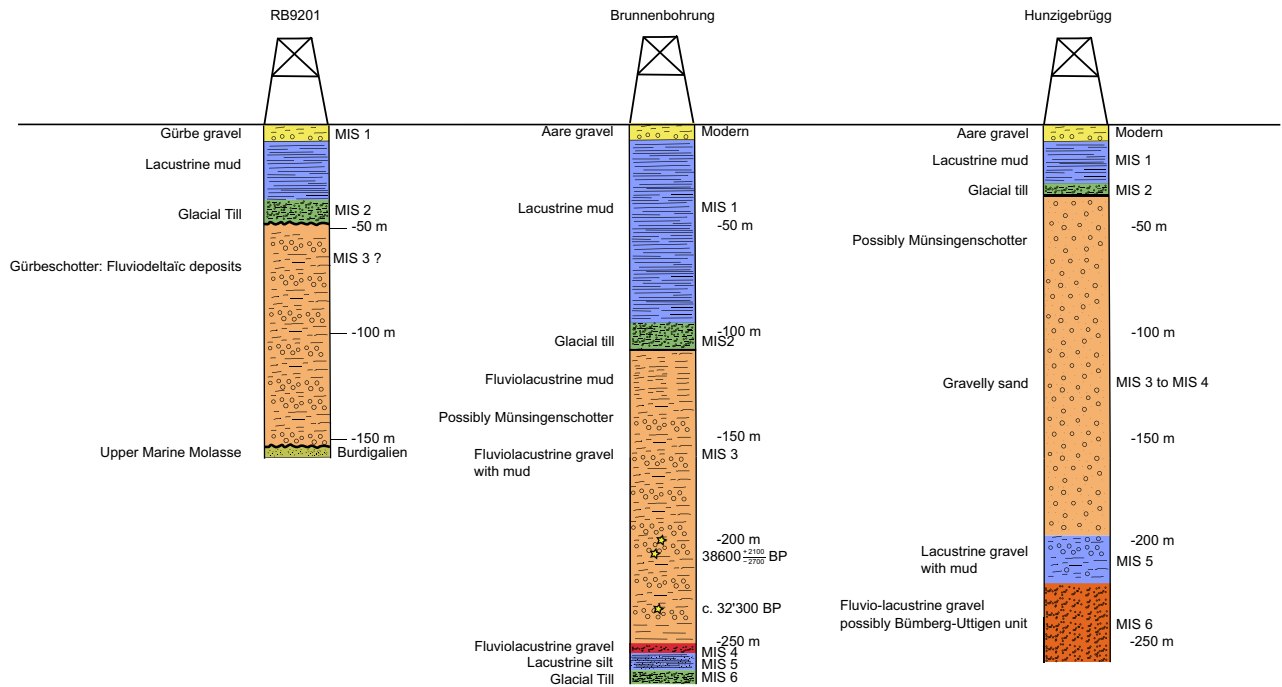 RB9201
Gürbe gravel
MIS 1
Lacustrine mud
Glacial Till
MIS 2
-50 m
MIS 3 ?
Gürbeschotter: Fluviodeltaïc deposits
-100 m
-150 m
Upper Marine Molasse
Burdigalien
Brunnenbohrung
Aare gravel
Modern
Lacustrine mud
MIS 1
-50 m
-100 m
Glacial till
MIS2
Fluviolacustrine mud
Possibly Münsingenschotter
-150 m
Fluviolacustrine gravel
with mud
MIS 3
-200 m
38600 +2100/−2700 BP
c. 32'300 BP
-250 m
Fluviolacustrine gravel
MIS 4
Lacustrine silt
MIS 5
Glacial Till
MIS 6
Hunzigebrügg
Aare gravel
Modern
Lacustrine mud
MIS 1
Glacial till
MIS 2
-50 m
Possibly Münsingenschotter
-100 m
Gravelly sand
MIS 3 to MIS 4
-150 m
-200 m
Lacustrine gravel
with mud
MIS 5
Fluvio-lacustrine gravel
possibly Bümberg-Uttigen unit
MIS 6
-250 m